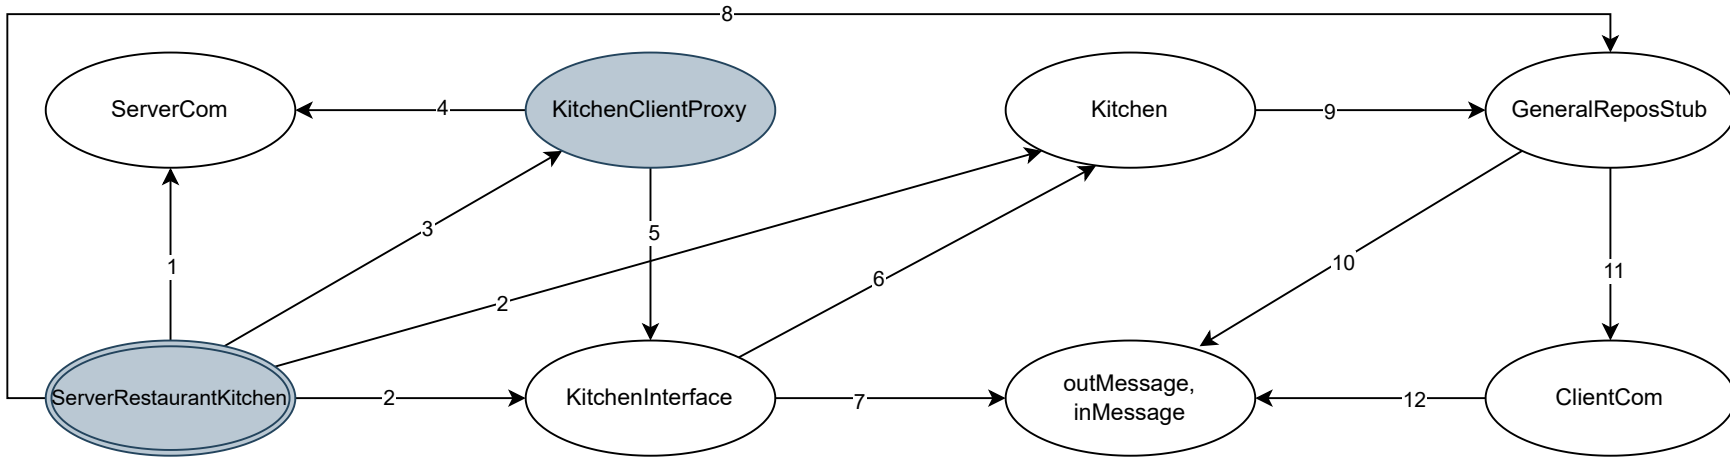 8
ServerCom
4
KitchenClientProxy
Kitchen
9
GeneralReposStub
3
5
1
2
6
10
11
ServerRestaurantKitchen
2
KitchenInterface
7
outMessage,
inMessage
12
ClientCom